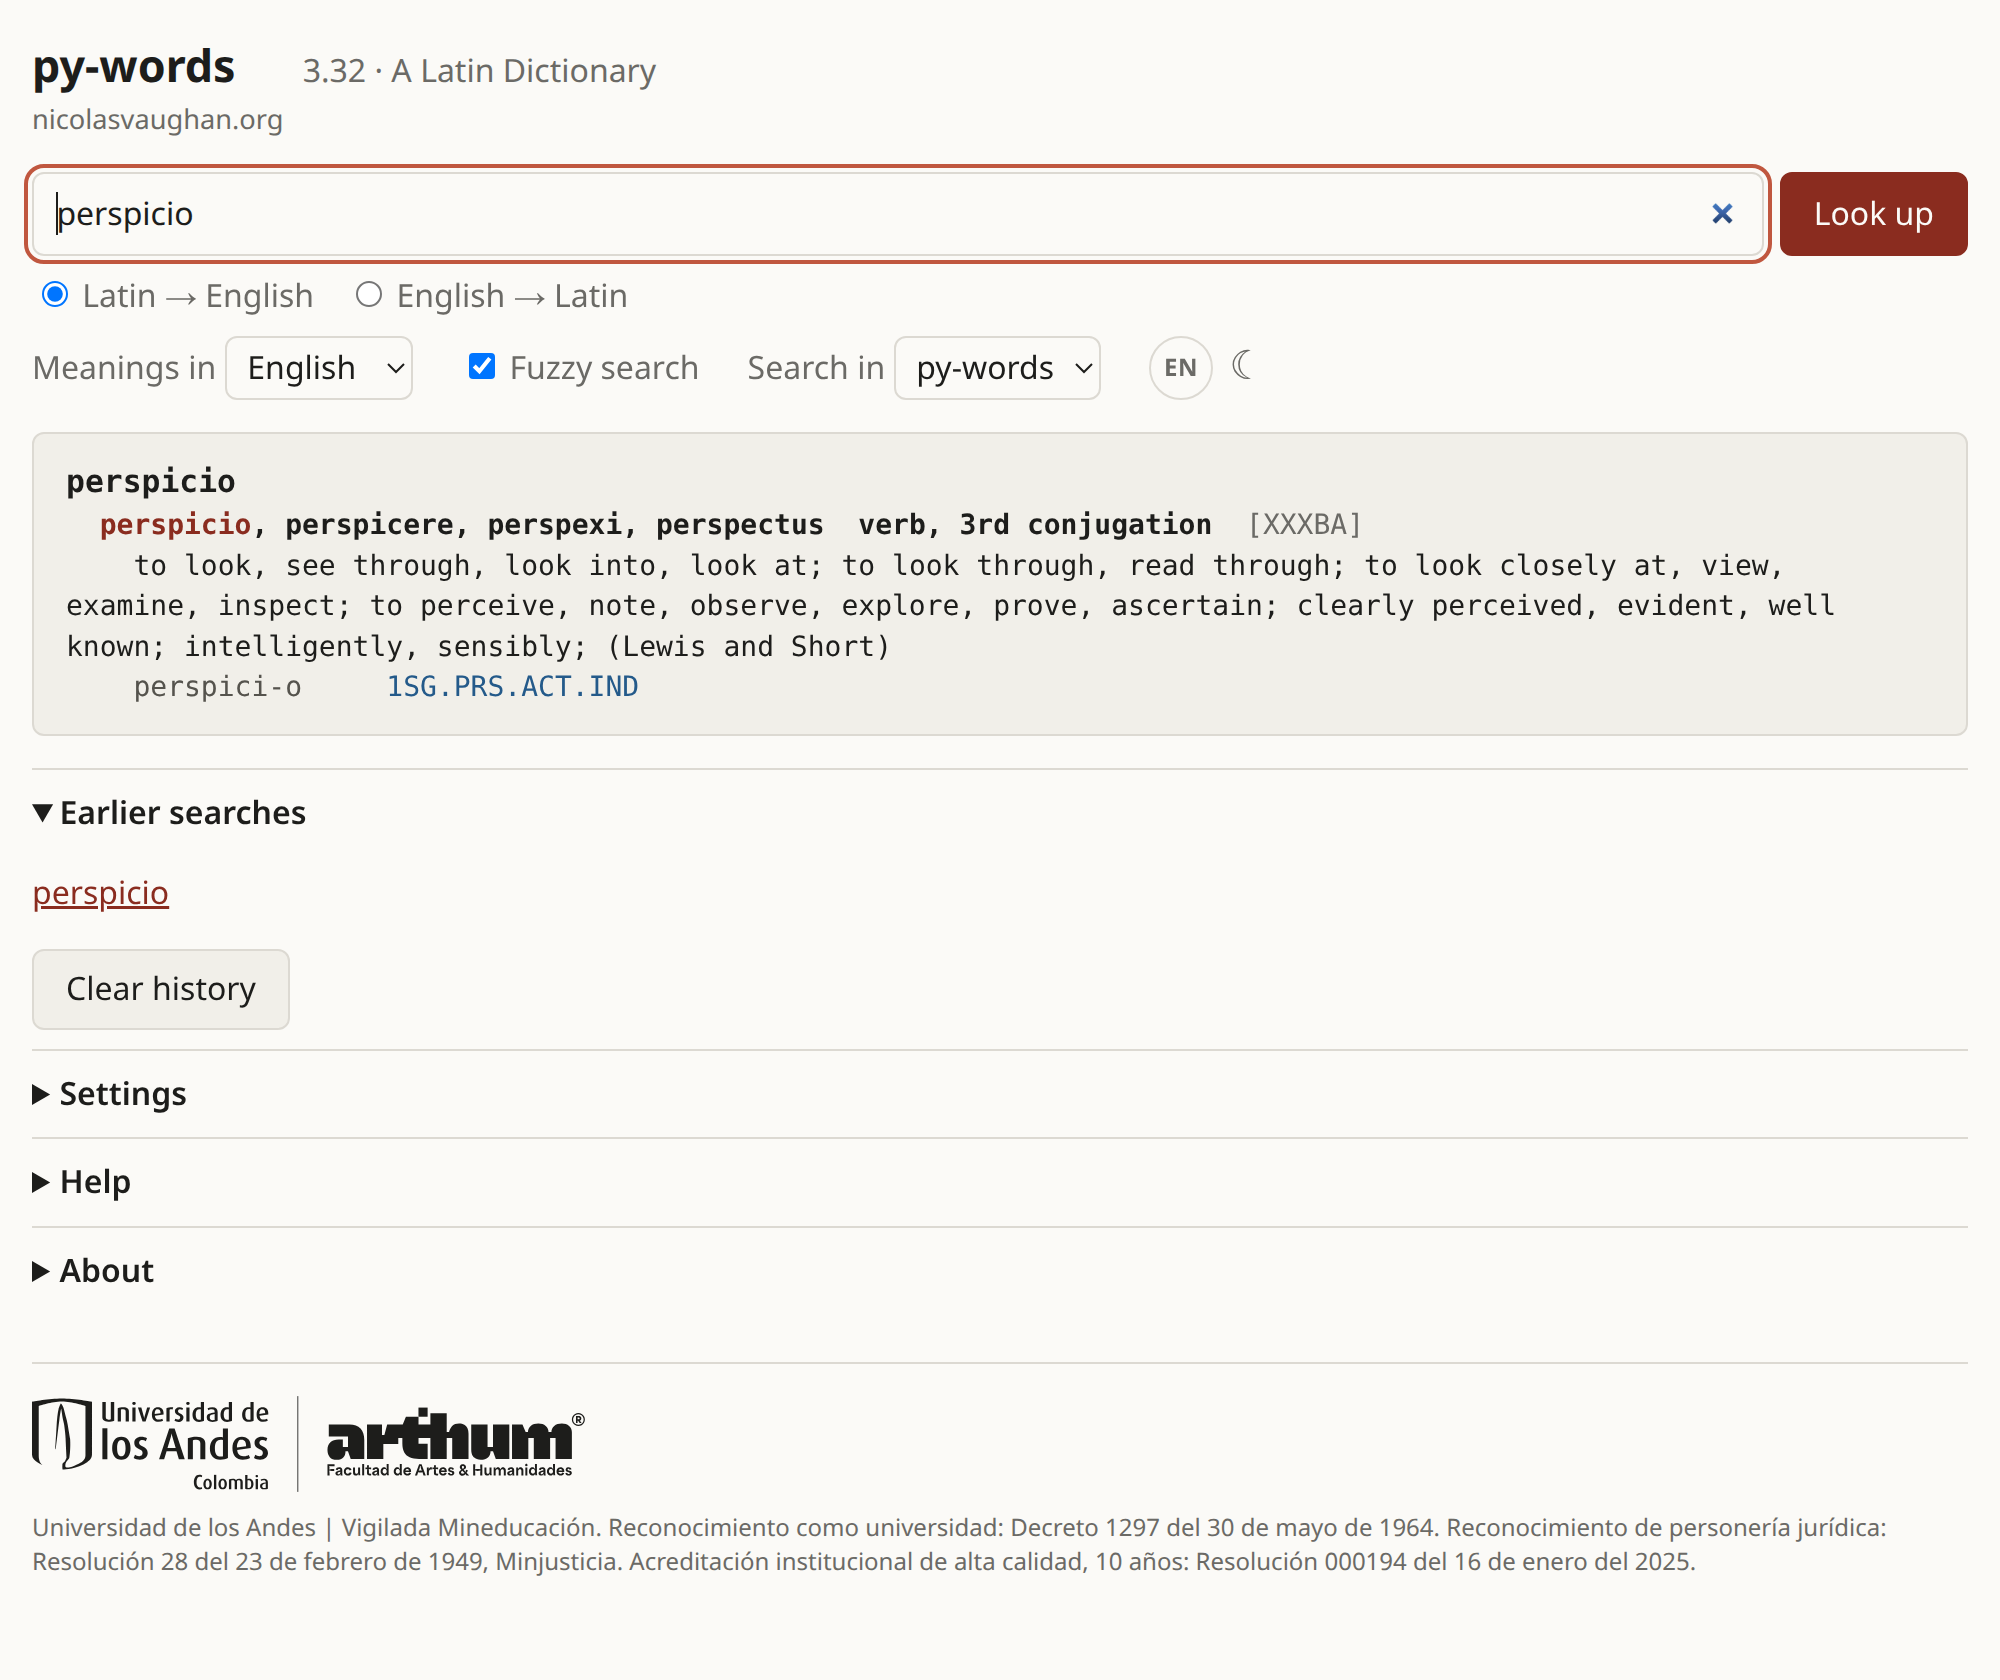 py-words 3.32 · A Latin Dictionary
nicolasvaughan.org
perspicio × Look up
Latin → English English → Latin
Meanings in English Fuzzy search Search in py-words EN ☾
perspicio
perspicio, perspicere, perspexi, perspectus verb, 3rd conjugation [XXXBA]
to look, see through, look into, look at; to look through, read through; to look closely at, view,
examine, inspect; to perceive, note, observe, explore, prove, ascertain; clearly perceived, evident, well
known; intelligently, sensibly; (Lewis and Short)
perspici-o 1SG.PRS.ACT.IND
▼ Earlier searches
perspicio
Clear history
▶ Settings
▶ Help
▶ About
Universidad de
los Andes
Colombia
arthum®
Facultad de Artes & Humanidades
Universidad de los Andes | Vigilada Mineducación. Reconocimiento como universidad: Decreto 1297 del 30 de mayo de 1964. Reconocimiento de personería jurídica:
Resolución 28 del 23 de febrero de 1949, Minjusticia. Acreditación institucional de alta calidad, 10 años: Resolución 000194 del 16 de enero del 2025.